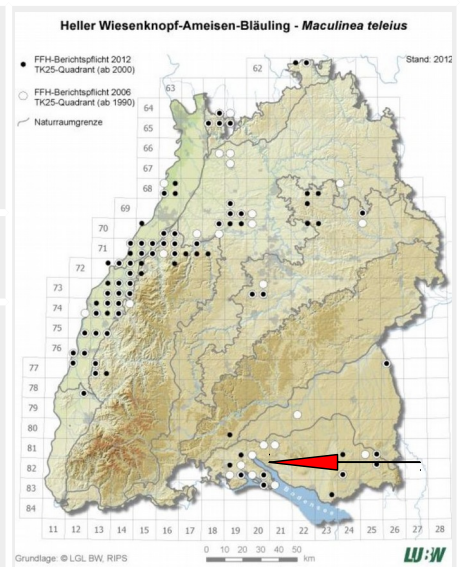 Heller Wiesenknopf-Ameisen-Bläuling - Maculinea teleius
FFH-Berichtspflicht 2012
TK25-Quadrant (ab 2000)
FFH-Berichtspflicht 2006
TK25-Quadrant (ab 1990)
Naturraumgrenze
Stand: 2012
62
63
64
65
66
67
68
69
70
71
72
73
74
75
76
77
78
79
80
81
82
83
84
11 12 13 14 15 16 17 18 19 20 21 22 23 24 25 26 27 28
Grundlage: © LGL BW, RIPS
0 10 20 30 40 50
km
LUBW